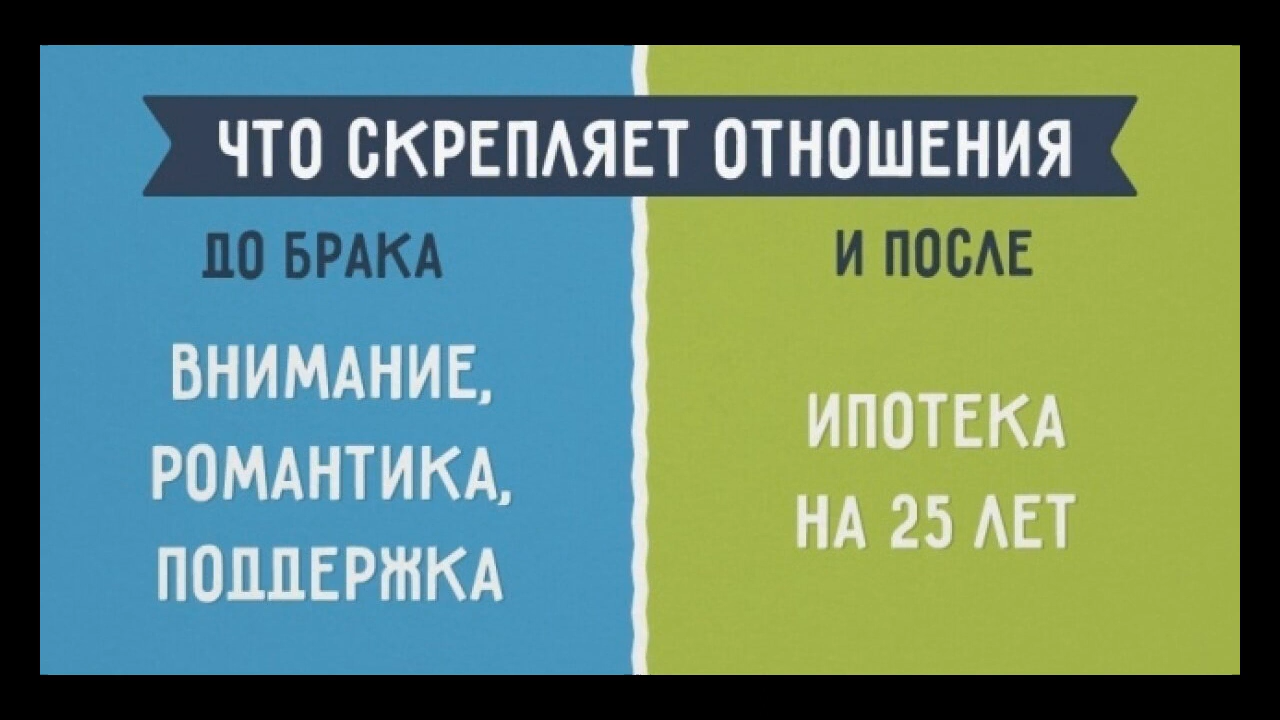 ЧТО СКРЕПЛЯЕТ ОТНОШЕНИЯ
ДО БРАКА
ВНИМАНИЕ,
РОМАНТИКА,
ПОДДЕРЖКА
И ПОСЛЕ
ИПОТЕКА
НА 25 ЛЕТ